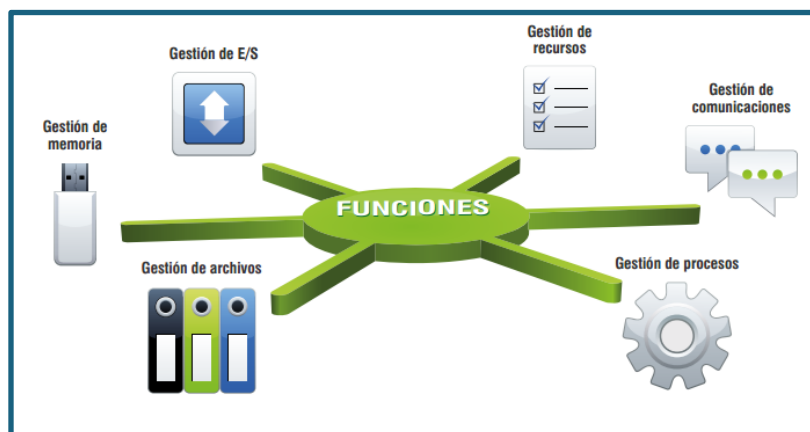 Gestión de E/S
Gestión de
recursos
Gestión de
comunicaciones
Gestión de
memoria
FUNCIONES
Gestión de archivos
Gestión de procesos